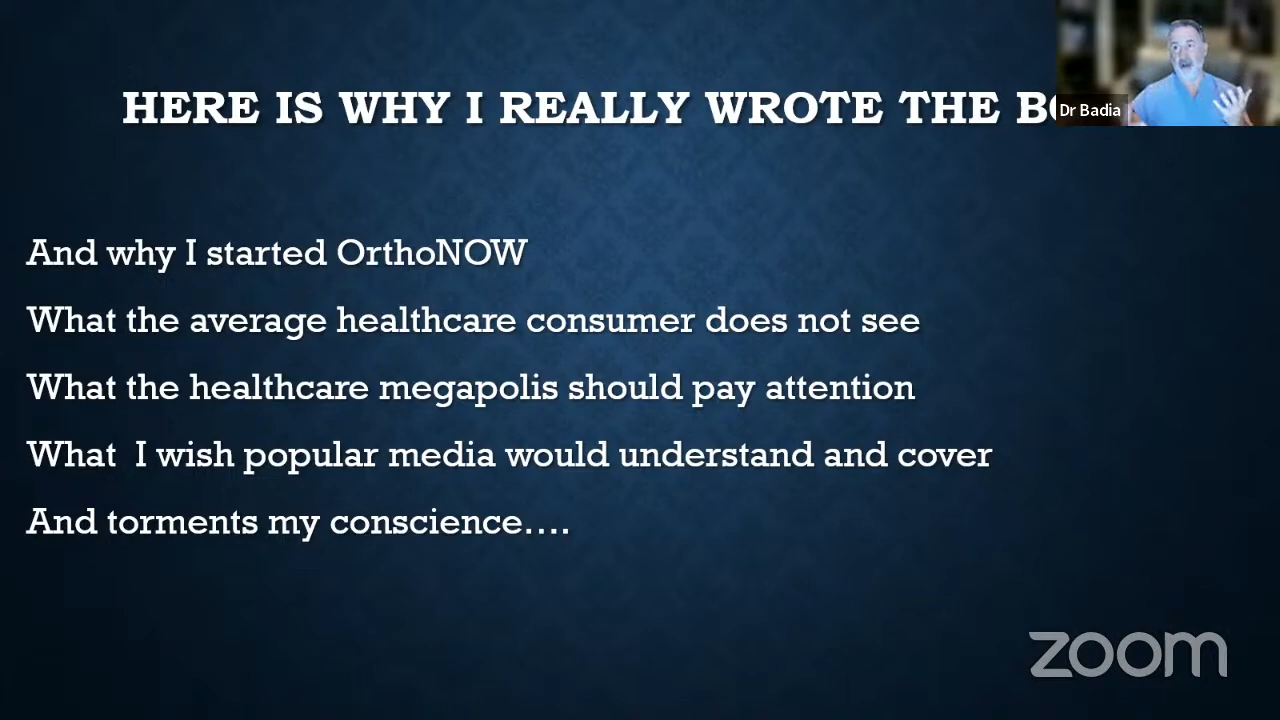 HERE IS WHY I REALLY WROTE THE
Dr Badia
And why I started OrthoNOW
What the average healthcare consumer does not see
What the healthcare megapolis should pay attention
What I wish popular media would understand and cover
And torments my conscience....
zoom